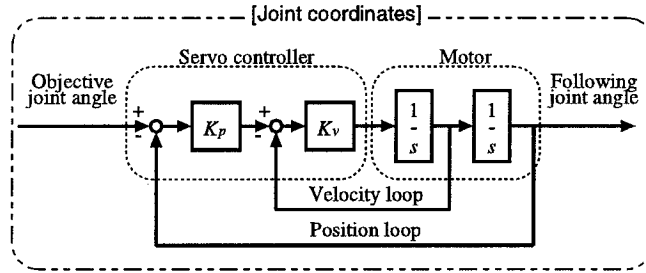 [Joint coordinates]
Servo controller
Motor
Objective
joint angle
Following
joint angle
+
-
Kp
+
-
Kv
1
s
1
s
Velocity loop
Position loop